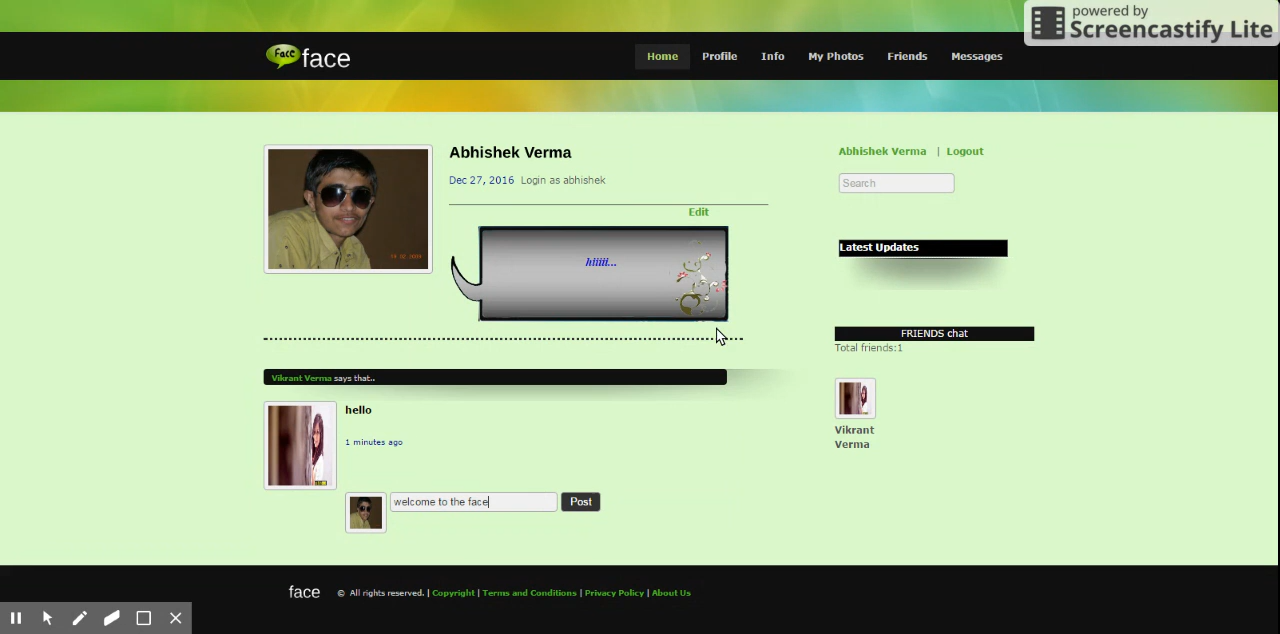 powered by
Screencastify Lite
Face
face
Home Profile Info My Photos Friends Messages
Abhishek Verma
Dec 27, 2016 Login as abhishek
Edit
hiiiii...
Abhishek Verma | Logout
Search
Latest Updates
FRIENDS chat
Total friends:1
Vikrant
Verma
Vikrant Verma says that..
hello
1 minutes ago
welcome to the face
Post
face © All rights reserved. | Copyright | Terms and Conditions | Privacy Policy | About Us